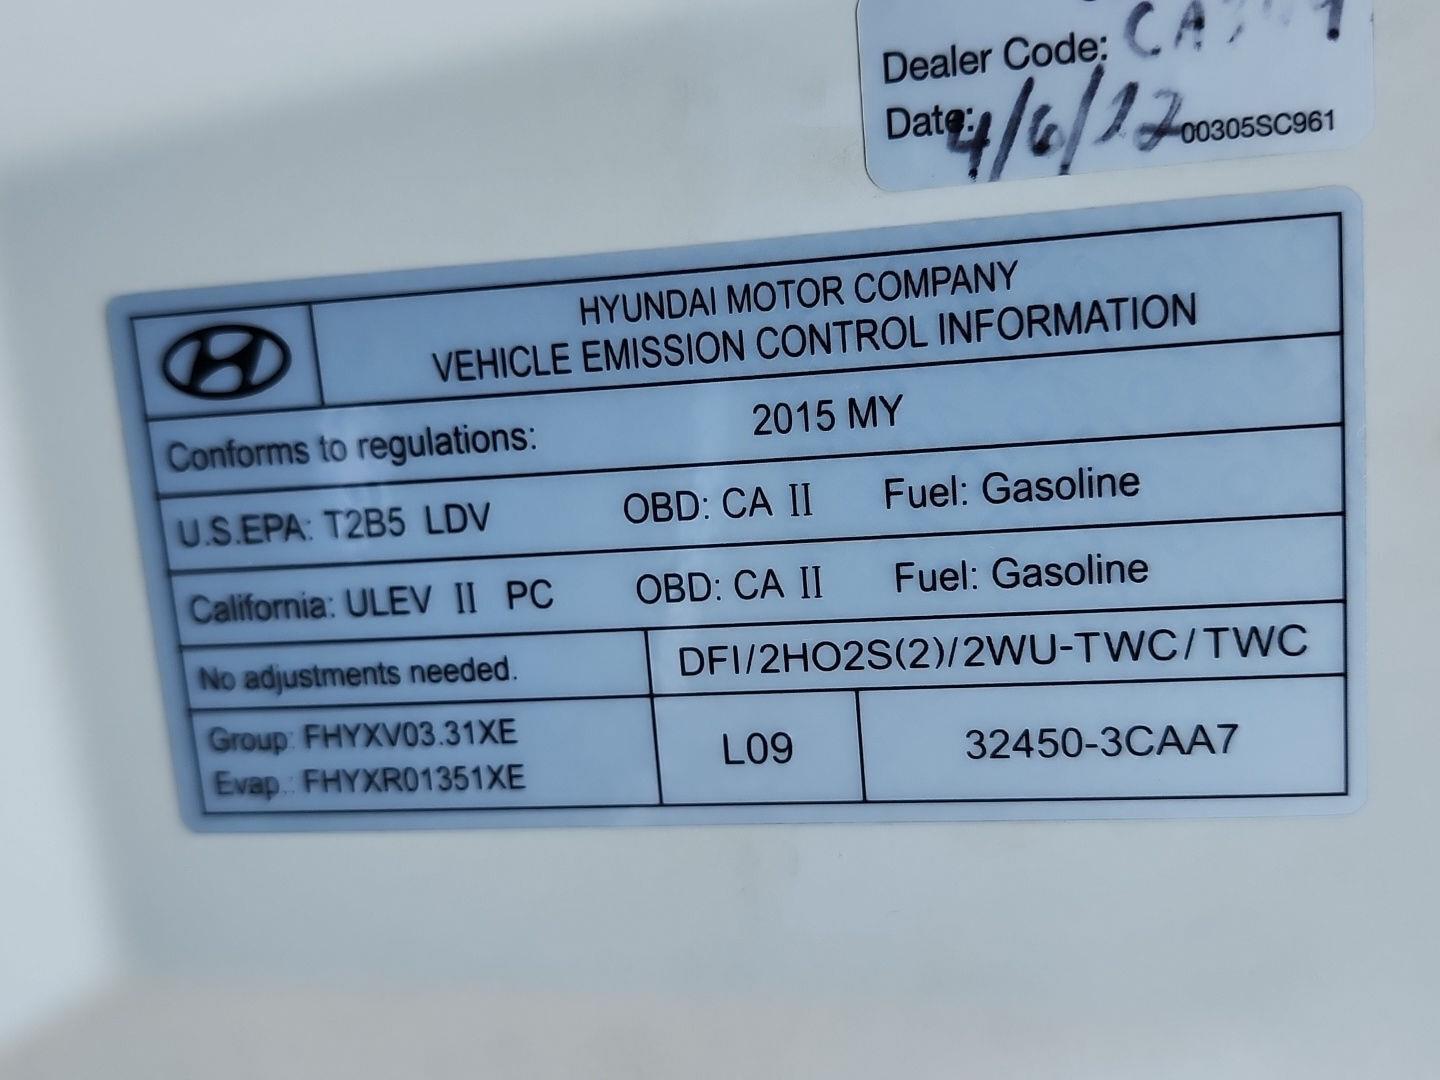 Dealer Code: CA
Date: 4/6/12 00305SC961
HYUNDAI MOTOR COMPANY
VEHICLE EMISSION CONTROL INFORMATION
Conforms to regulations: 2015 MY
U.S.EPA: T2B5 LDV OBD: CA II Fuel: Gasoline
California: ULEV II PC OBD: CA II Fuel: Gasoline
No adjustments needed. DFI/2HO2S(2)/2WU-TWC/TWC
Group: FHYXV03.31XE
Evap.: FHYXR01351XE
L09 32450-3CAA7